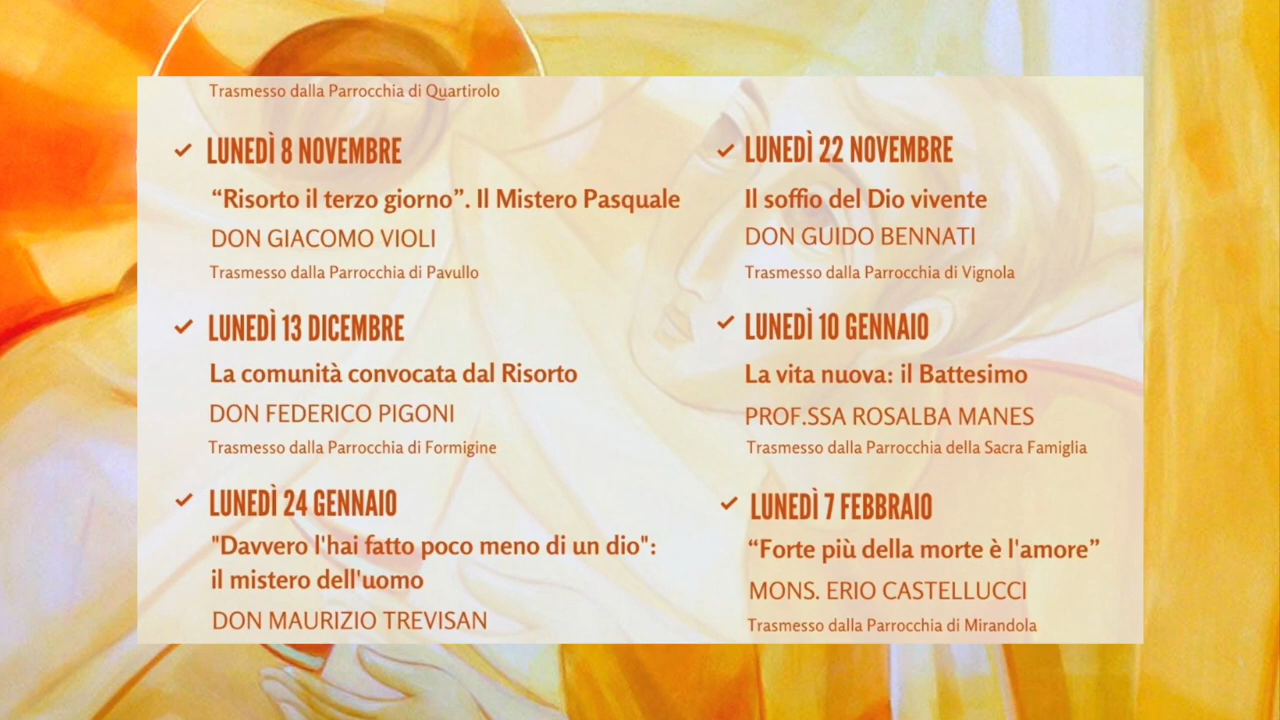 Trasmesso dalla Parrocchia di Quartirolo
LUNEDÌ 8 NOVEMBRE
“Risorto il terzo giorno”. Il Mistero Pasquale
DON GIACOMO VIOLI
Trasmesso dalla Parrocchia di Pavullo
LUNEDÌ 22 NOVEMBRE
Il soffio del Dio vivente
DON GUIDO BENNATI
Trasmesso dalla Parrocchia di Vignola
LUNEDÌ 13 DICEMBRE
La comunità convocata dal Risorto
DON FEDERICO PIGONI
Trasmesso dalla Parrocchia di Formigine
LUNEDÌ 10 GENNAIO
La vita nuova: il Battesimo
PROF.SSA ROSALBA MANES
Trasmesso dalla Parrocchia della Sacra Famiglia
LUNEDÌ 24 GENNAIO
"Davvero l'hai fatto poco meno di un dio":
il mistero dell'uomo
DON MAURIZIO TREVISAN
LUNEDÌ 7 FEBBRAIO
“Forte più della morte è l'amore”
MONS. ERIO CASTELLUCCI
Trasmesso dalla Parrocchia di Mirandola